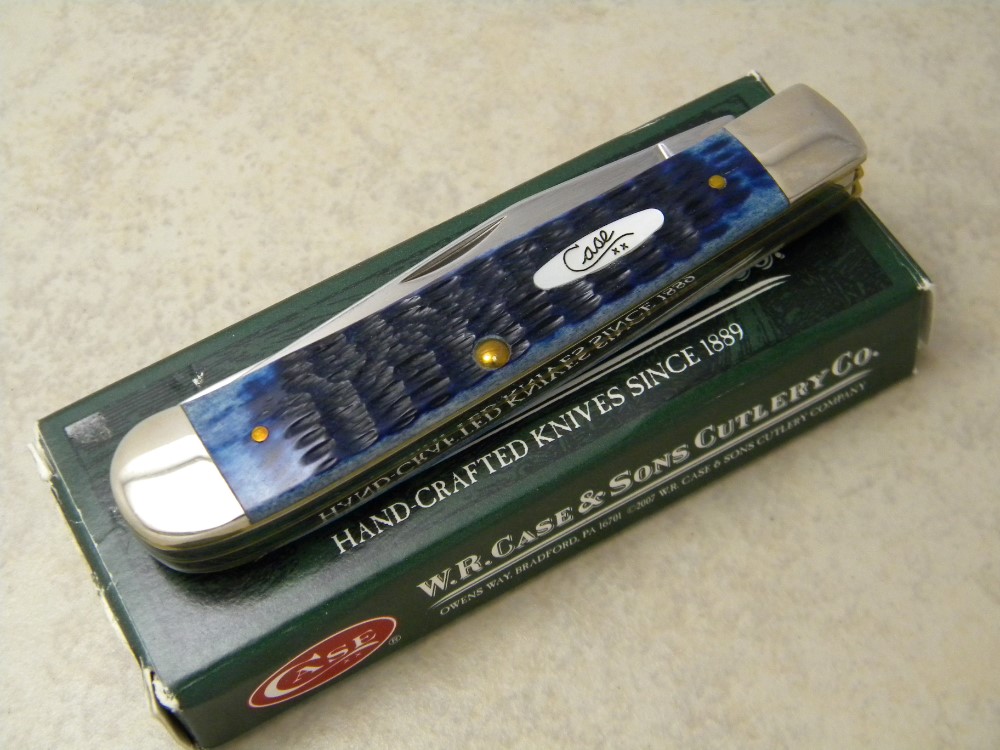 Case
XX
HAND-CRAFTED KNIVES SINCE 1889
W.R. CASE & SONS CUTLERY CO.
OWENS WAY, BRADFORD, PA 16701 ©2007 W.R. CASE & SONS CUTLERY COMPANY
CASE ®
XX